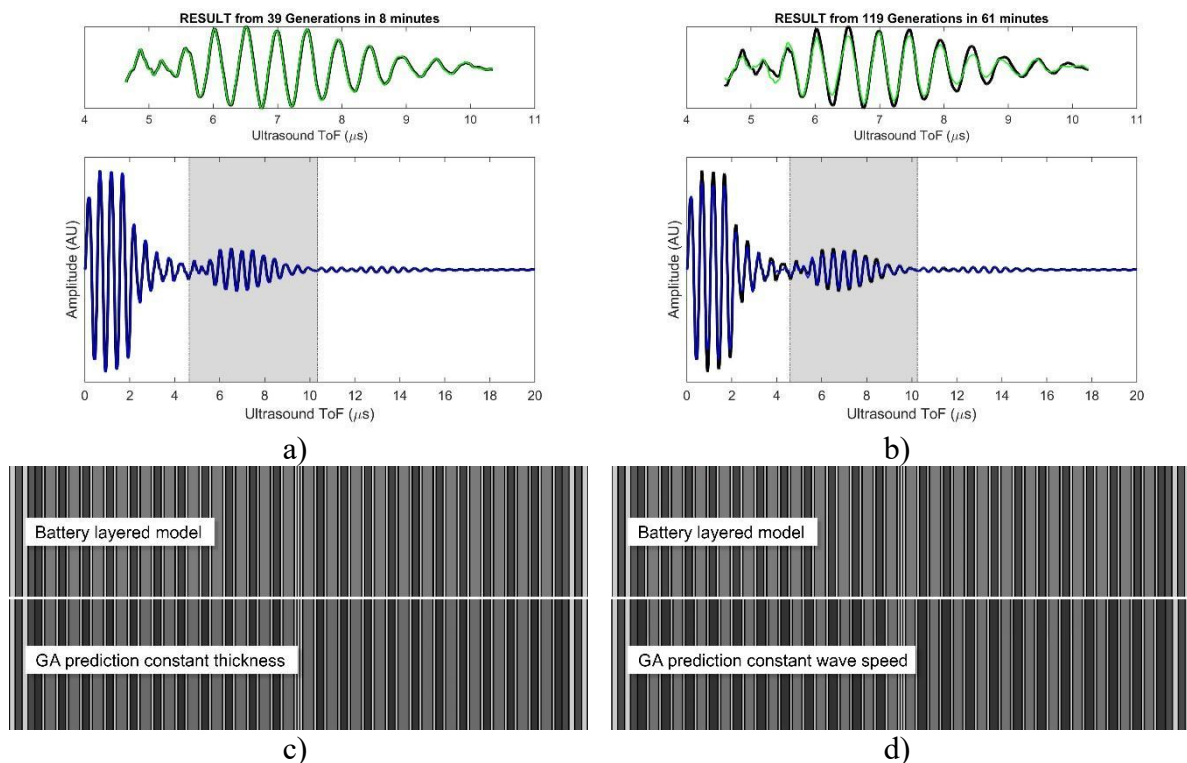 RESULT from 39 Generations in 8 minutes
4 5 6 7 8 9 10 11
Ultrasound ToF (μs)
Amplitude (AU)
0 2 4 6 8 10 12 14 16 18 20
Ultrasound ToF (μs)
a)
RESULT from 119 Generations in 61 minutes
4 5 6 7 8 9 10 11
Ultrasound ToF (μs)
Amplitude (AU)
0 2 4 6 8 10 12 14 16 18 20
Ultrasound ToF (μs)
b)
Battery layered model
GA prediction constant thickness
c)
Battery layered model
GA prediction constant wave speed
d)